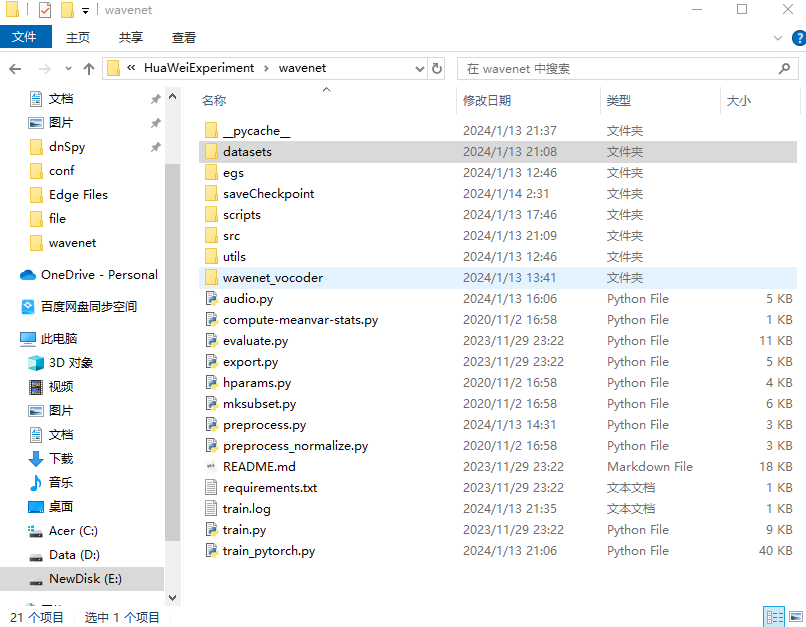 wavenet
文件 主页 共享 查看
« HuaWeiExperiment › wavenet 在 wavenet 中搜索
文档
图片
dnSpy
conf
Edge Files
file
wavenet
OneDrive - Personal
百度网盘同步空间
此电脑
3D 对象
视频
图片
文档
下载
音乐
桌面
Acer (C:)
Data (D:)
NewDisk (E:)
名称 修改日期 类型 大小
__pycache__ 2024/1/13 21:37 文件夹
datasets 2024/1/13 21:08 文件夹
egs 2024/1/13 12:46 文件夹
saveCheckpoint 2024/1/14 2:31 文件夹
scripts 2024/1/13 17:46 文件夹
src 2024/1/13 21:09 文件夹
utils 2024/1/13 12:46 文件夹
wavenet_vocoder 2024/1/13 13:41 文件夹
audio.py 2024/1/13 16:06 Python File 5 KB
compute-meanvar-stats.py 2020/11/2 16:58 Python File 1 KB
evaluate.py 2023/11/29 23:22 Python File 11 KB
export.py 2023/11/29 23:22 Python File 5 KB
hparams.py 2020/11/2 16:58 Python File 4 KB
mksubset.py 2020/11/2 16:58 Python File 6 KB
preprocess.py 2024/1/13 14:31 Python File 3 KB
preprocess_normalize.py 2020/11/2 16:58 Python File 3 KB
README.md 2023/11/29 23:22 Markdown File 18 KB
requirements.txt 2023/11/29 23:22 文本文档 1 KB
train.log 2024/1/13 21:35 文本文档 1 KB
train.py 2023/11/29 23:22 Python File 9 KB
train_pytorch.py 2024/1/13 21:06 Python File 40 KB
21 个项目 选中 1 个项目